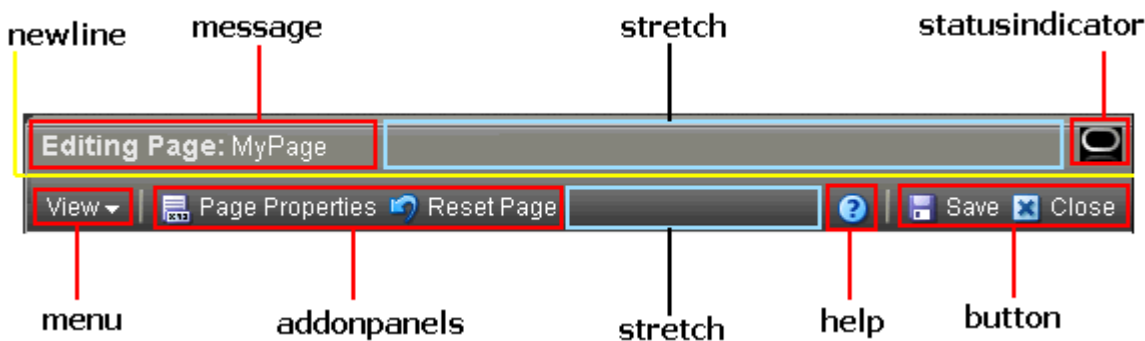 newline message stretch statusindicator
Editing Page: MyPage
View Page Properties Reset Page ? Save Close
menu addonpanels stretch help button